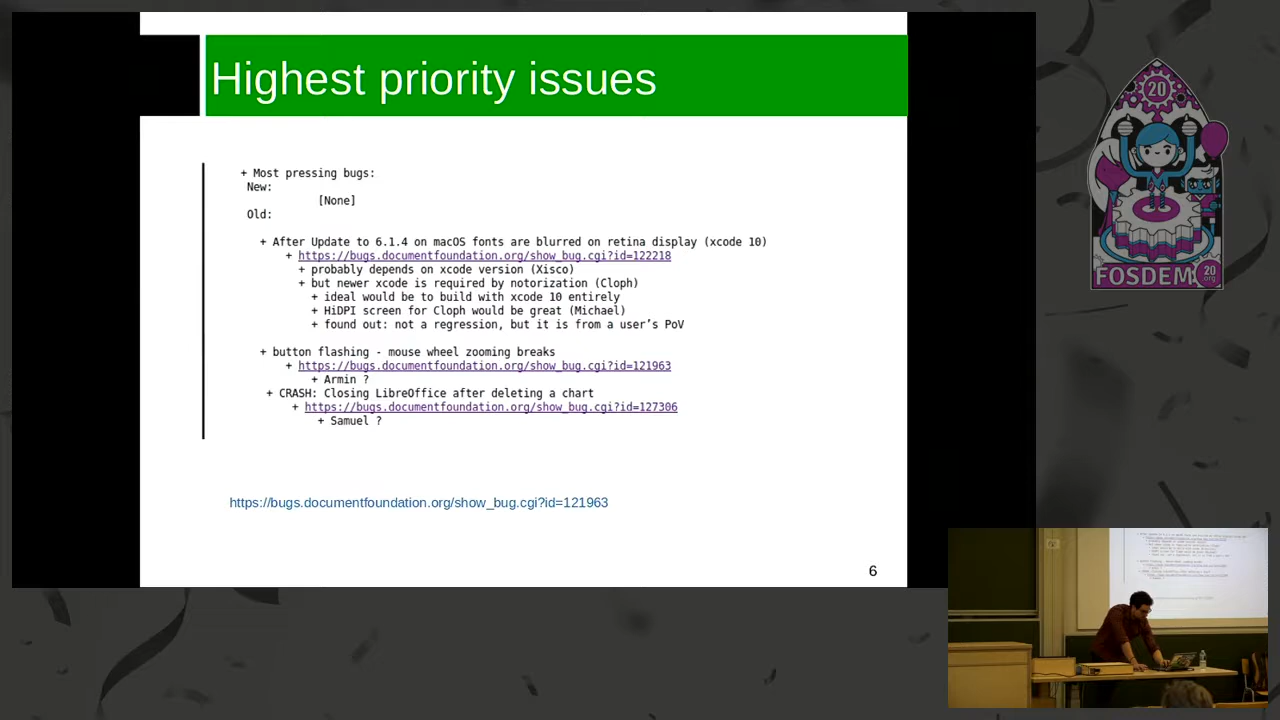 Highest priority issues
+ Most pressing bugs:
New:
[None]
Old:
+ After Update to 6.1.4 on macOS fonts are blurred on retina display (xcode 10)
+ https://bugs.documentfoundation.org/show_bug.cgi?id=122218
+ probably depends on xcode version (Xisco)
+ but newer xcode is required by notorization (Cloph)
+ ideal would be to build with xcode 10 entirely
+ HiDPI screen for Cloph would be great (Michael)
+ found out: not a regression, but it is from a user’s PoV
+ button flashing - mouse wheel zooming breaks
+ https://bugs.documentfoundation.org/show_bug.cgi?id=121963
+ Armin ?
+ CRASH: Closing LibreOffice after deleting a chart
+ https://bugs.documentfoundation.org/show_bug.cgi?id=127306
+ Samuel ?
https://bugs.documentfoundation.org/show_bug.cgi?id=121963
6
20
FOSDEM
20
org